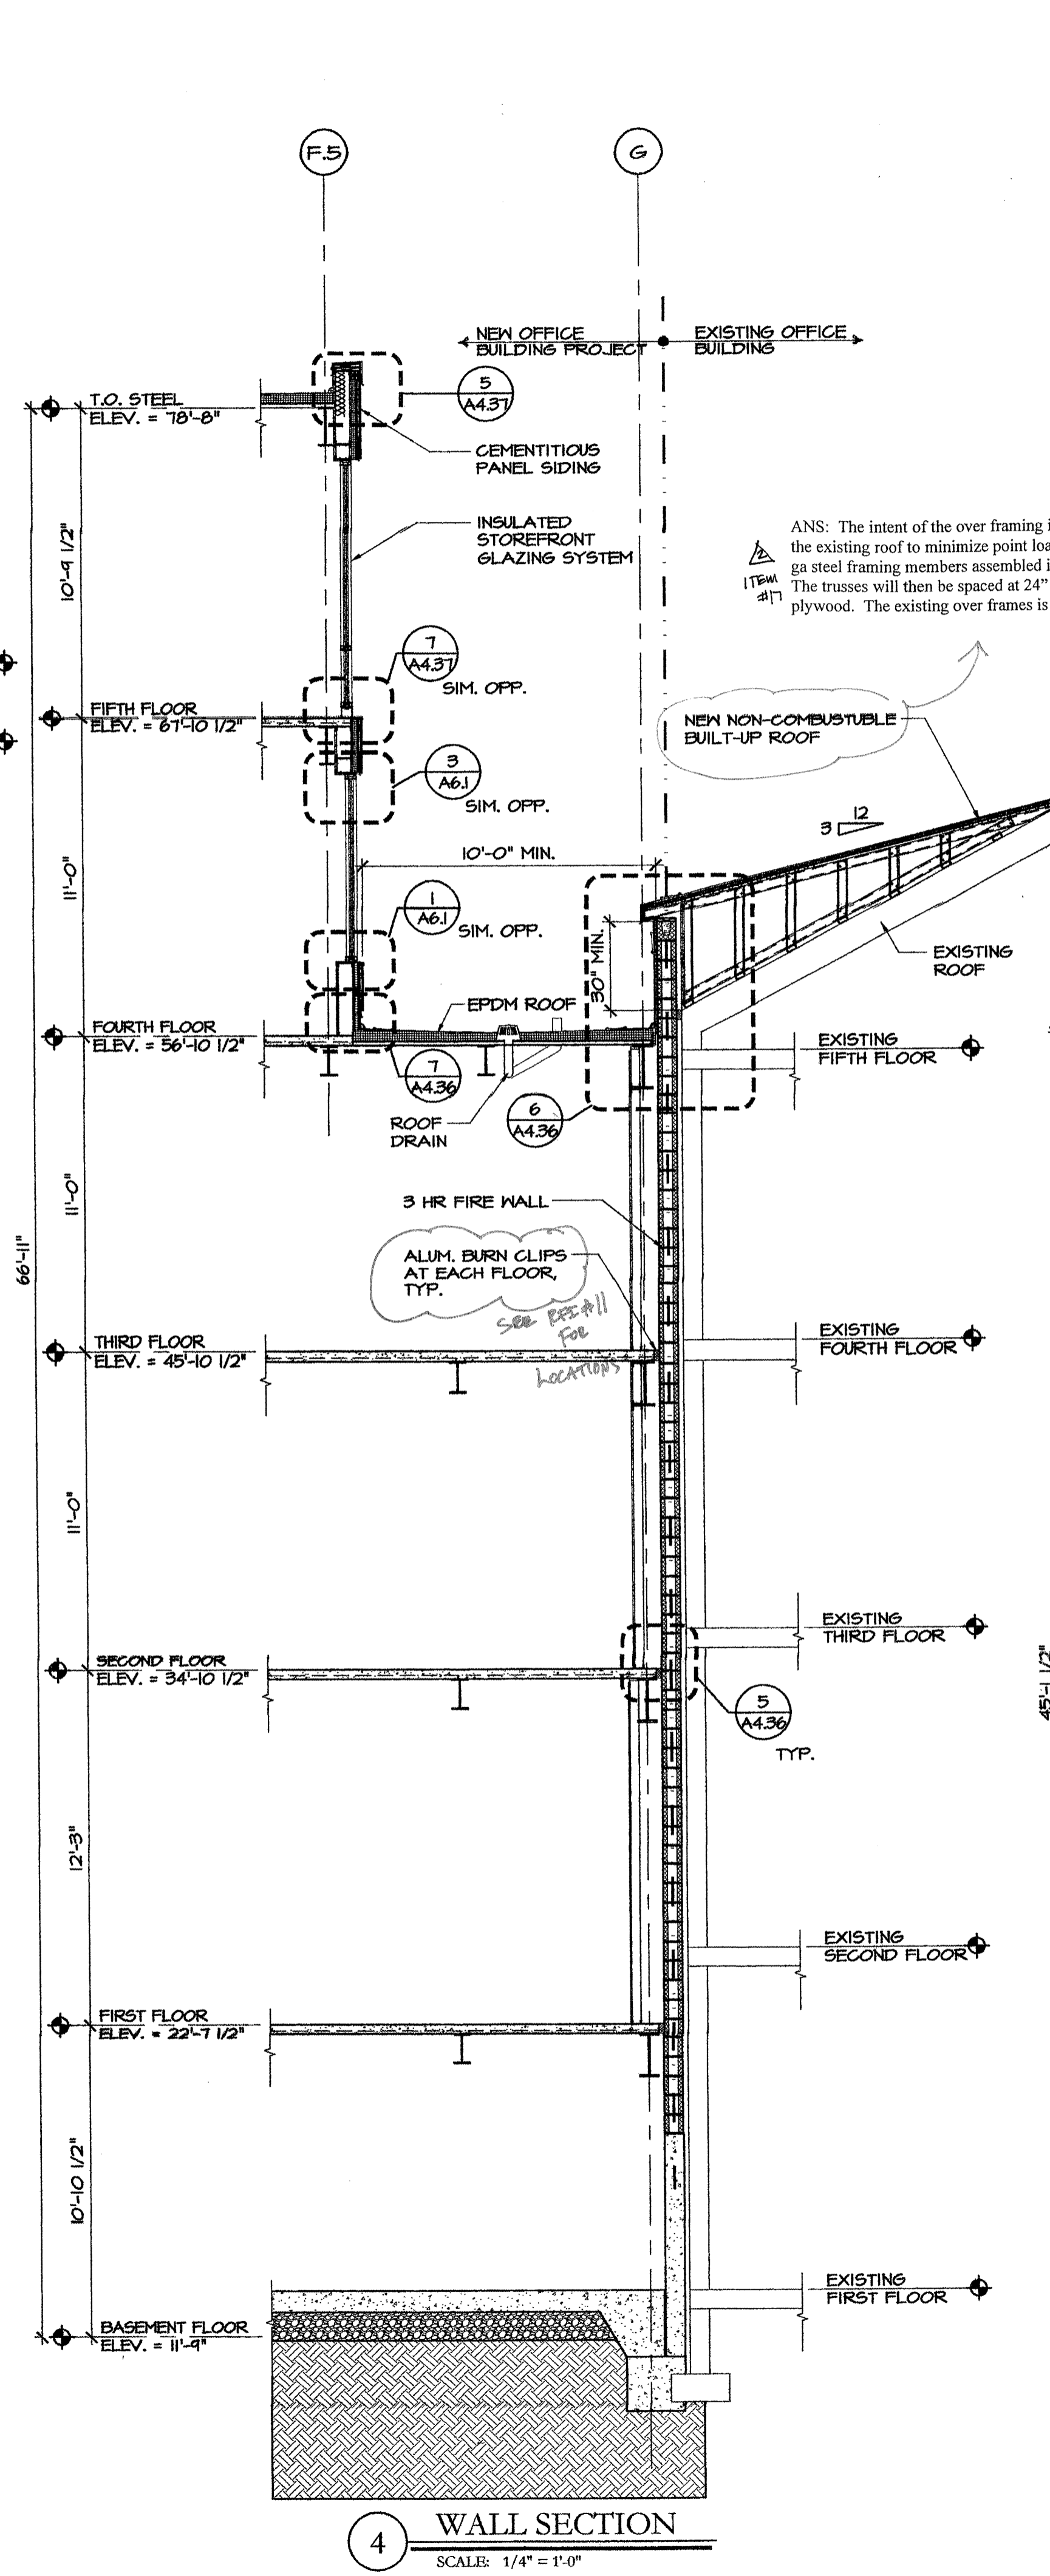 F.5
G
NEW OFFICE
BUILDING PROJECT
EXISTING OFFICE
BUILDING
T.O. STEEL
ELEV. = 78'-8"
5
A4.37
CEMENTITIOUS
PANEL SIDING
INSULATED
STOREFRONT
GLAZING SYSTEM
10'-9 1/2"
ANS: The intent of the over framing i
the existing roof to minimize point loa
ga steel framing members assembled i
The trusses will then be spaced at 24"
plywood. The existing over frames is
2
ITEM
#17
7
A4.37
SIM. OPP.
FIFTH FLOOR
ELEV. = 67'-10 1/2"
NEW NON-COMBUSTUBLE
BUILT-UP ROOF
3
A6.1
SIM. OPP.
12
3
11'-0"
10'-0" MIN.
1
A6.1
SIM. OPP.
30" MIN.
EXISTING
ROOF
EPDM ROOF
FOURTH FLOOR
ELEV. = 56'-10 1/2"
EXISTING
FIFTH FLOOR
7
A4.36
ROOF
DRAIN
6
A4.36
11'-0"
3 HR FIRE WALL
66'-11"
ALUM. BURN CLIPS
AT EACH FLOOR,
TYP.
SEE RFI #11
FOR
LOCATIONS
THIRD FLOOR
ELEV. = 45'-10 1/2"
EXISTING
FOURTH FLOOR
11'-0"
EXISTING
THIRD FLOOR
SECOND FLOOR
ELEV. = 34'-10 1/2"
45'-1 1/2"
5
A4.36
TYP.
12'-3"
EXISTING
SECOND FLOOR
FIRST FLOOR
ELEV. = 22'-7 1/2"
10'-10 1/2"
EXISTING
FIRST FLOOR
BASEMENT FLOOR
ELEV. = 11'-9"
4
WALL SECTION
SCALE: 1/4" = 1'-0"